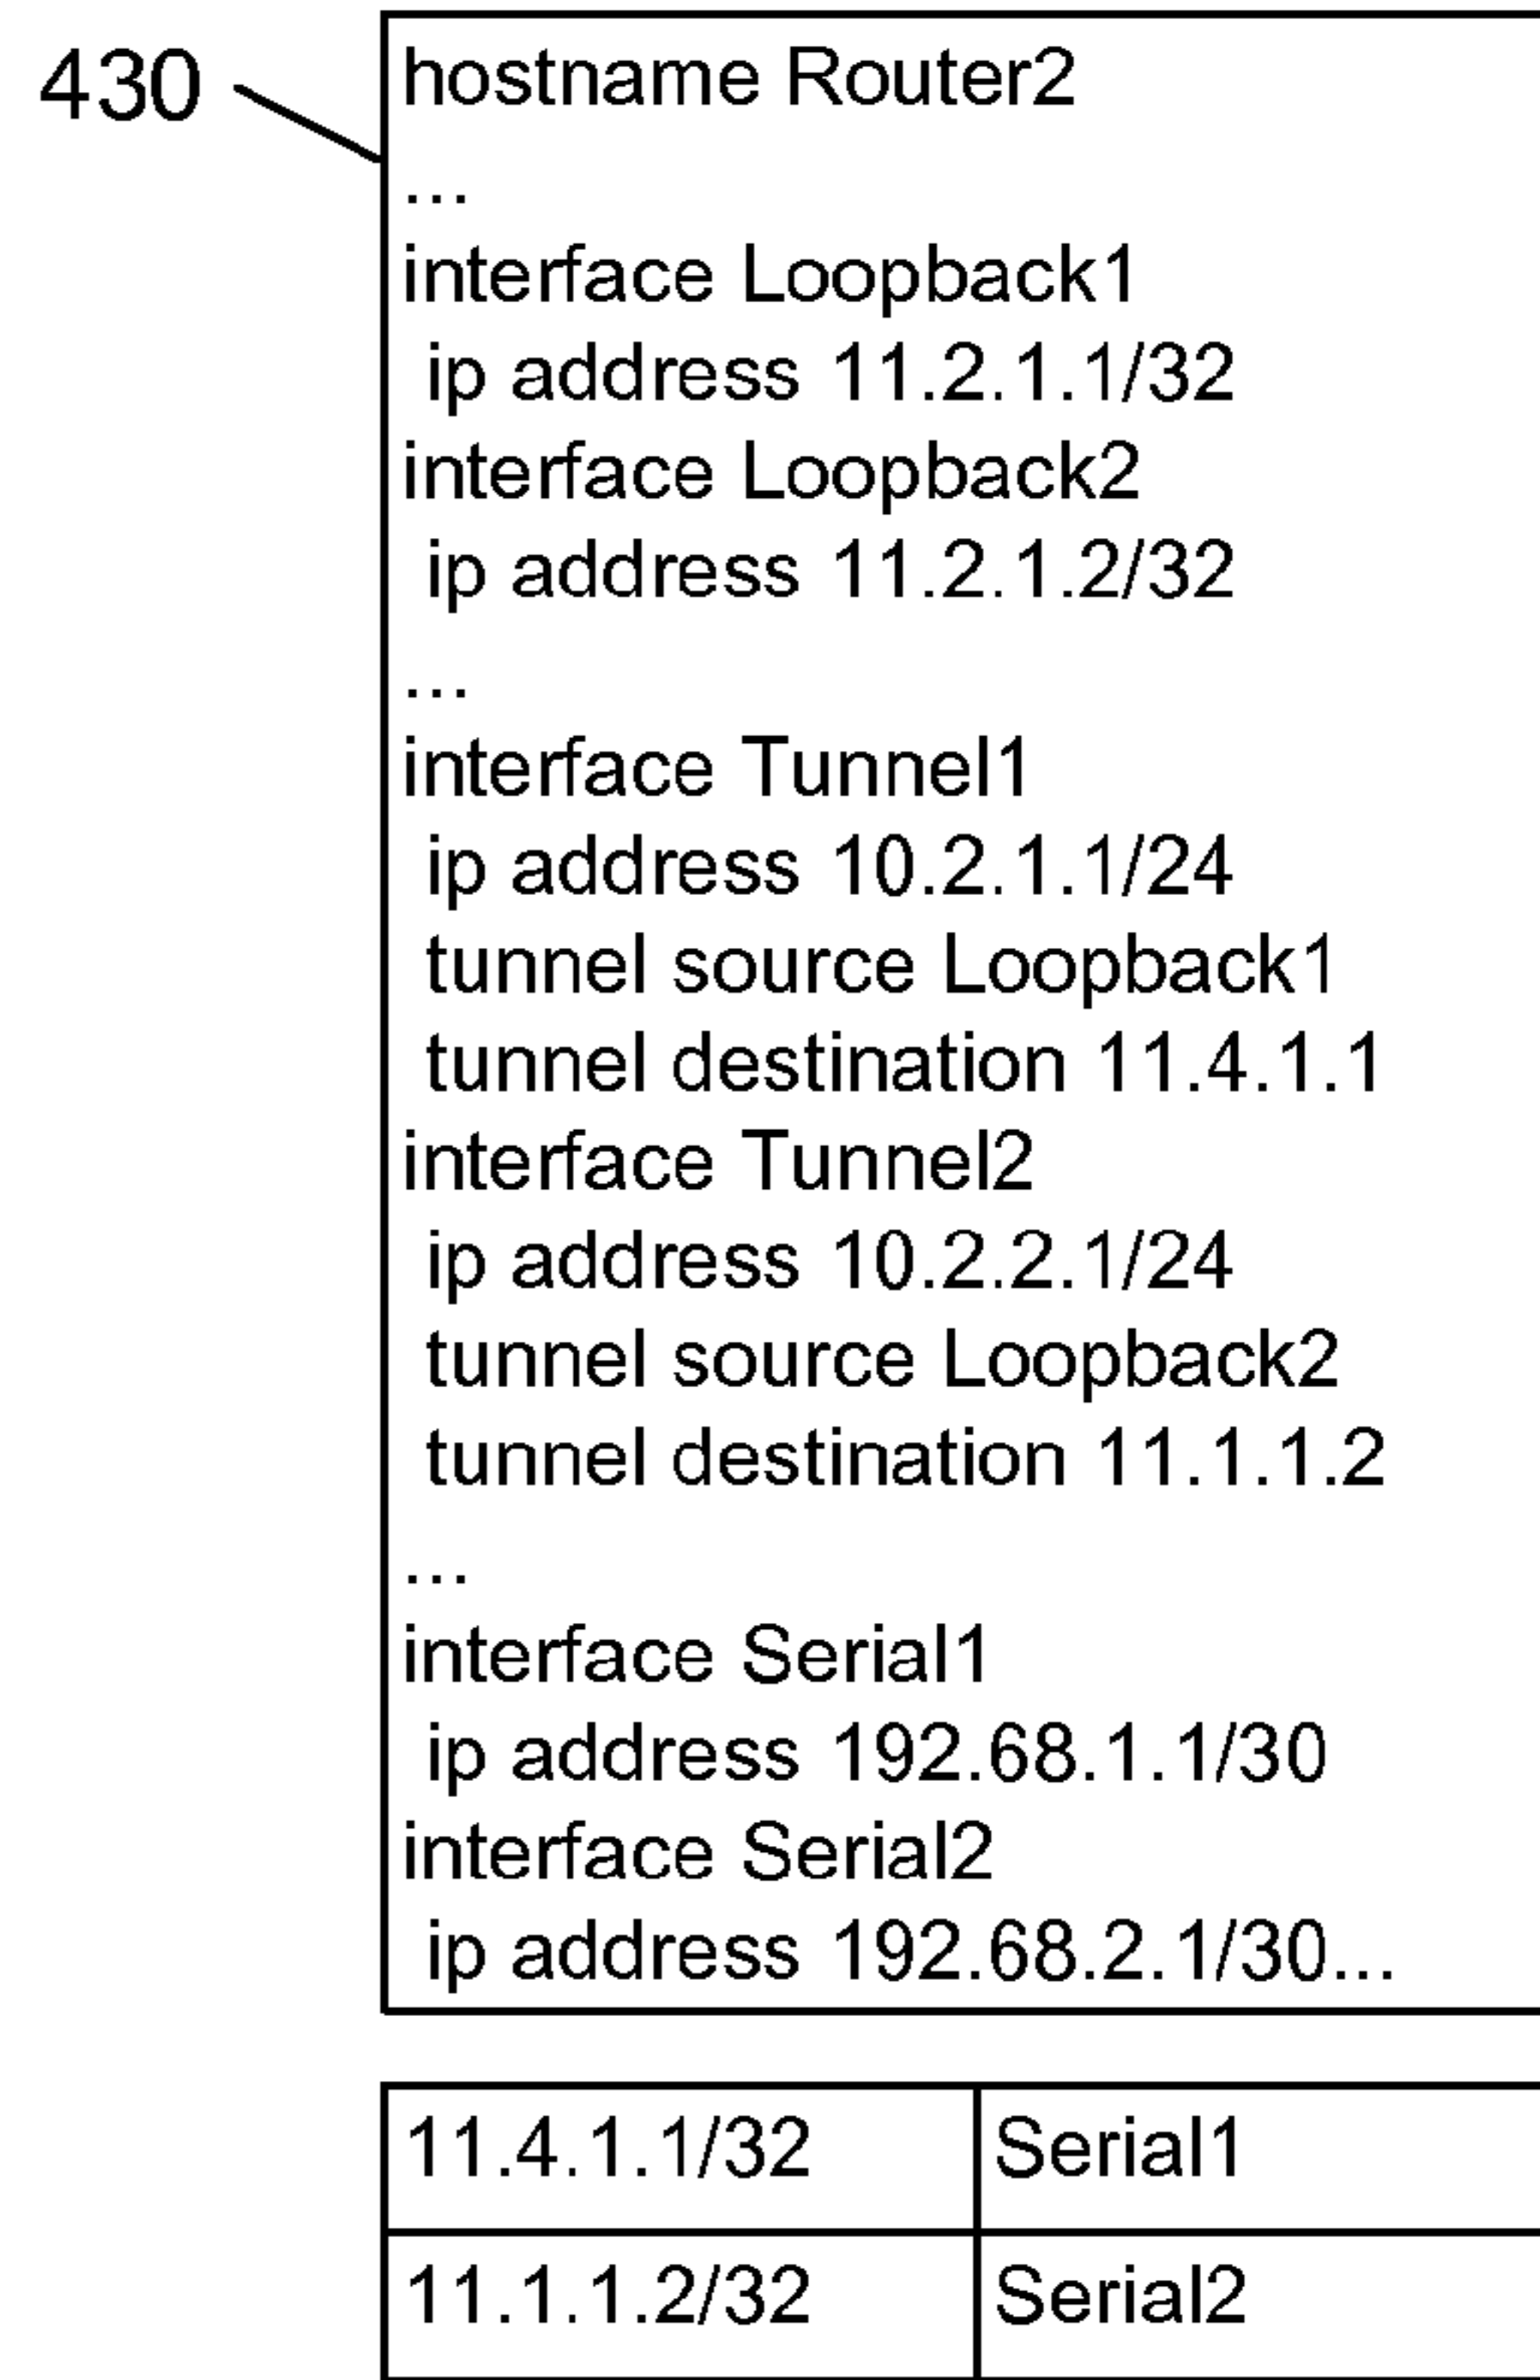 430
hostname Router2
...
interface Loopback1
ip address 11.2.1.1/32
interface Loopback2
ip address 11.2.1.2/32
...
interface Tunnel1
ip address 10.2.1.1/24
tunnel source Loopback1
tunnel destination 11.4.1.1
interface Tunnel2
ip address 10.2.2.1/24
tunnel source Loopback2
tunnel destination 11.1.1.2
...
interface Serial1
ip address 192.68.1.1/30
interface Serial2
ip address 192.68.2.1/30...
11.4.1.1/32 Serial1
11.1.1.2/32 Serial2